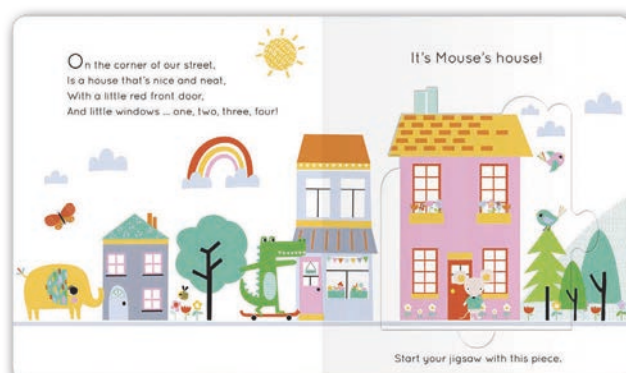 On the corner of our street,
Is a house that's nice and neat,
With a little red front door,
And little windows ... one, two, three, four!
It's Mouse's house!
Start your jigsaw with this piece.